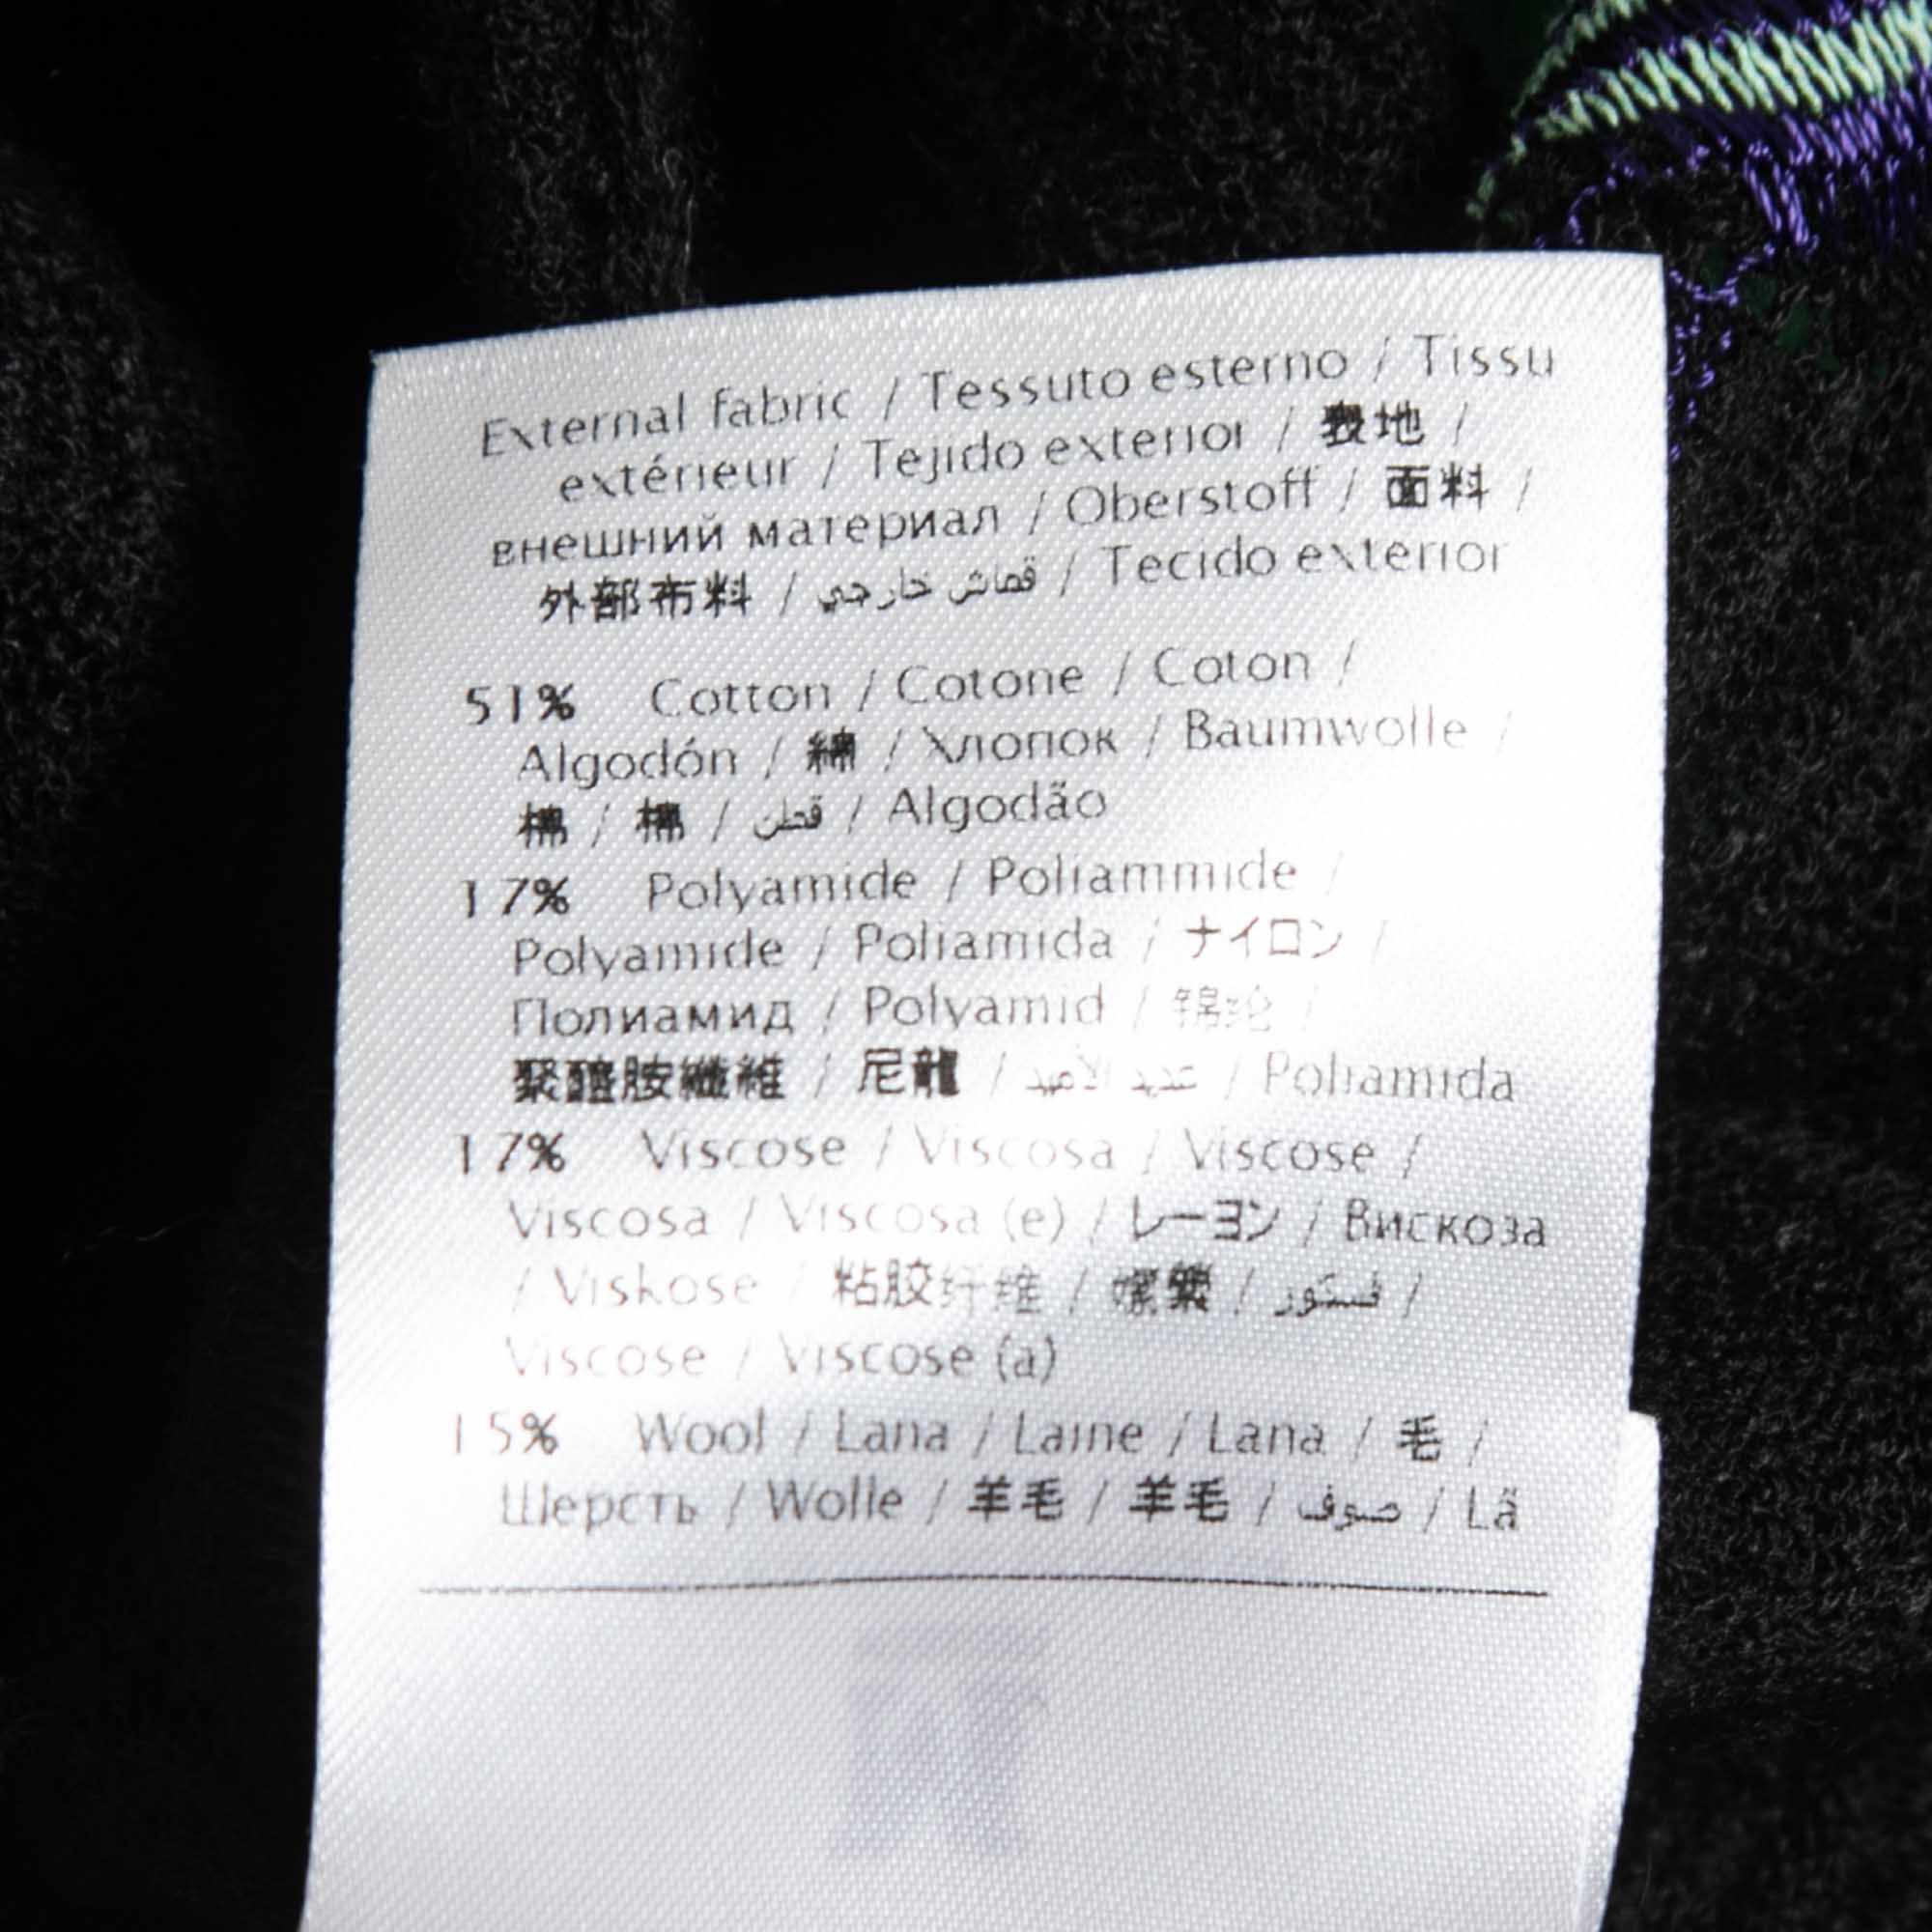 External fabric / Tessuto esterno / Tissu
extérieur / Tejido exterior / 表地 /
внешний материал / Oberstoff / 面料 /
外部布料 / قماش خارجي / Tecido exterior
51% Cotton / Cotone / Coton /
Algodón / 綿 / Хлопок / Baumwolle /
棉 / 棉 / قطن / Algodão
17% Polyamide / Poliammide /
Polyamide / Poliamida / ナイロン /
Полиамид / Polyamid / 锦纶 /
聚醯胺纖維 / 尼龍 / عديد الأميد / Poliamida
17% Viscose / Viscosa / Viscose /
Viscosa / Viscosa (e) / レーヨン / Вискоза
/ Viskose / 粘胶纤维 / 嫘縈 / فستور /
Viscose / Viscose (a)
15% Wool / Lana / Laine / Lana / 毛 /
Шерсть / Wolle / 羊毛 / 羊毛 / صوف / Lã